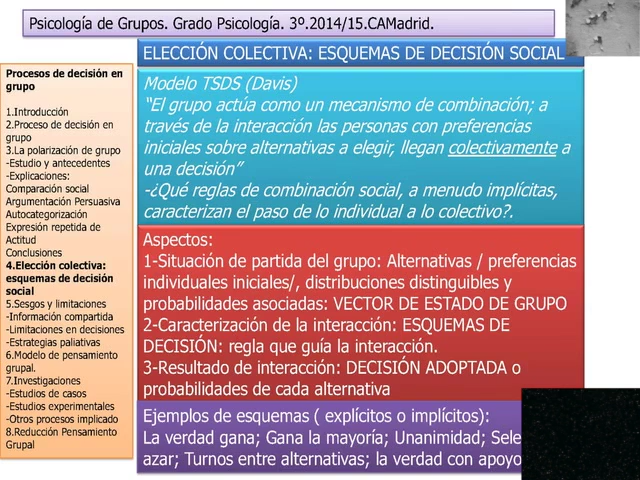 Psicología de Grupos. Grado Psicología. 3º.2014/15.CAMadrid.
Procesos de decisión en
grupo
1.Introducción
2.Proceso de decisión en
grupo
3.La polarización de grupo
-Estudio y antecedentes
-Explicaciones:
Comparación social
Argumentación Persuasiva
Autocategorización
Expresión repetida de
Actitud
Conclusiones
4.Elección colectiva:
esquemas de decisión
social
5.Sesgos y limitaciones
-Información compartida
-Limitaciones en decisiones
-Estrategias paliativas
6.Modelo de pensamiento
grupal.
7.Investigaciones
-Estudios de casos
-Estudios experimentales
-Otros procesos implicado
8.Reducción Pensamiento
Grupal
ELECCIÓN COLECTIVA: ESQUEMAS DE DECISIÓN SOCIAL
Modelo TSDS (Davis)
"El grupo actúa como un mecanismo de combinación; a
través de la interacción las personas con preferencias
iniciales sobre alternativas a elegir, llegan colectivamente a
una decisión"
-¿Qué reglas de combinación social, a menudo implícitas,
caracterizan el paso de lo individual a lo colectivo?.
Aspectos:
1-Situación de partida del grupo: Alternativas / preferencias
individuales iniciales/, distribuciones distinguibles y
probabilidades asociadas: VECTOR DE ESTADO DE GRUPO
2-Caracterización de la interacción: ESQUEMAS DE
DECISIÓN: regla que guía la interacción.
3-Resultado de interacción: DECISIÓN ADOPTADA o
probabilidades de cada alternativa
Ejemplos de esquemas ( explícitos o implícitos):
La verdad gana; Gana la mayoría; Unanimidad; Sele
azar; Turnos entre alternativas; la verdad con apoyo